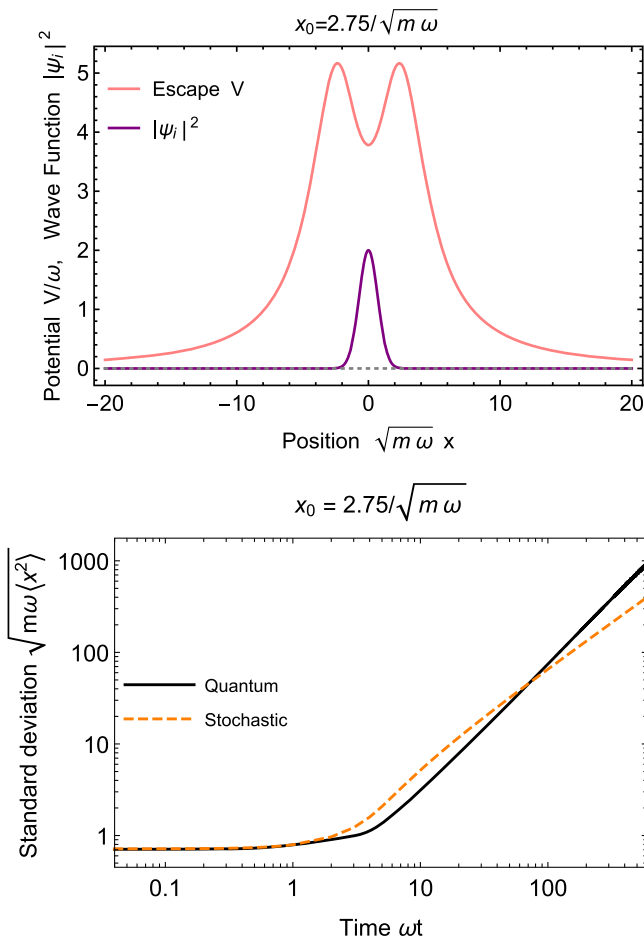 x₀=2.75/√(m ω)
Potential V/ω, Wave Function |ψᵢ|²
Escape V
|ψᵢ|²
5
4
3
2
1
0
−20 −10 0 10 20
Position √(m ω) x
x₀ = 2.75/√(m ω)
Standard deviation √(mω⟨x²⟩)
1000
100
10
1
Quantum
Stochastic
0.1 1 10 100
Time ωt